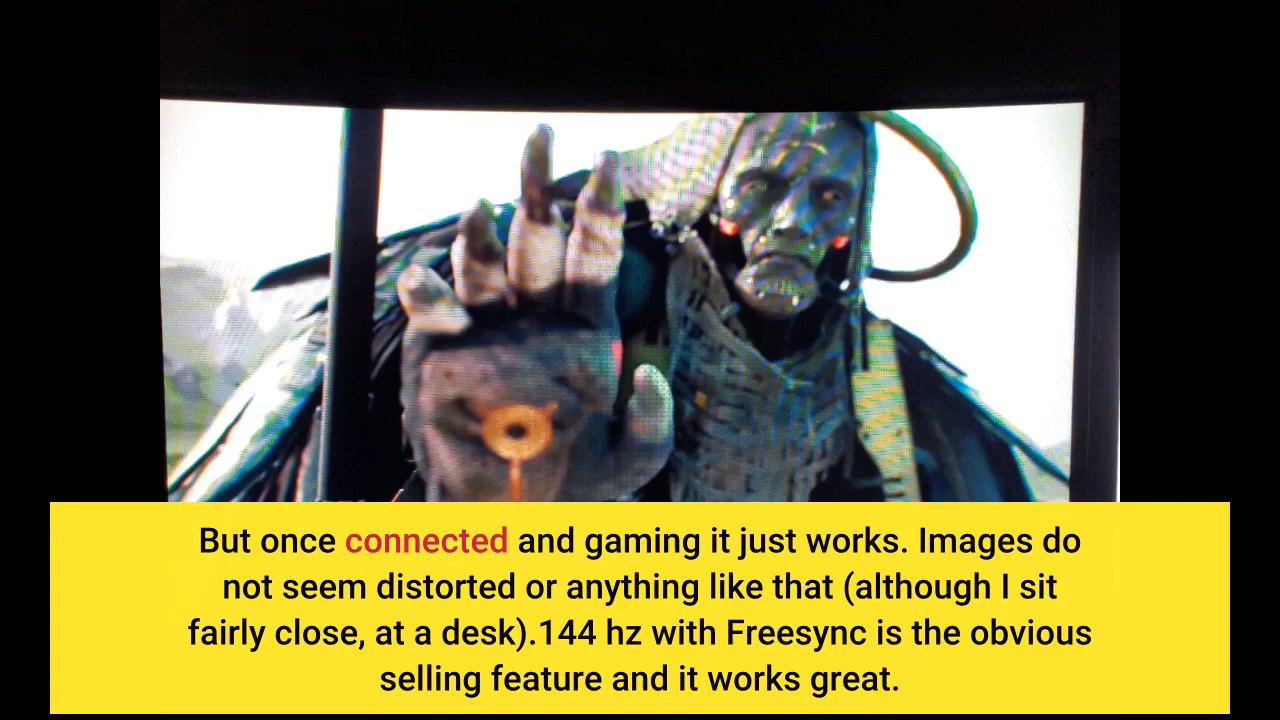 But once connected and gaming it just works. Images do
not seem distorted or anything like that (although I sit
fairly close, at a desk).144 hz with Freesync is the obvious
selling feature and it works great.